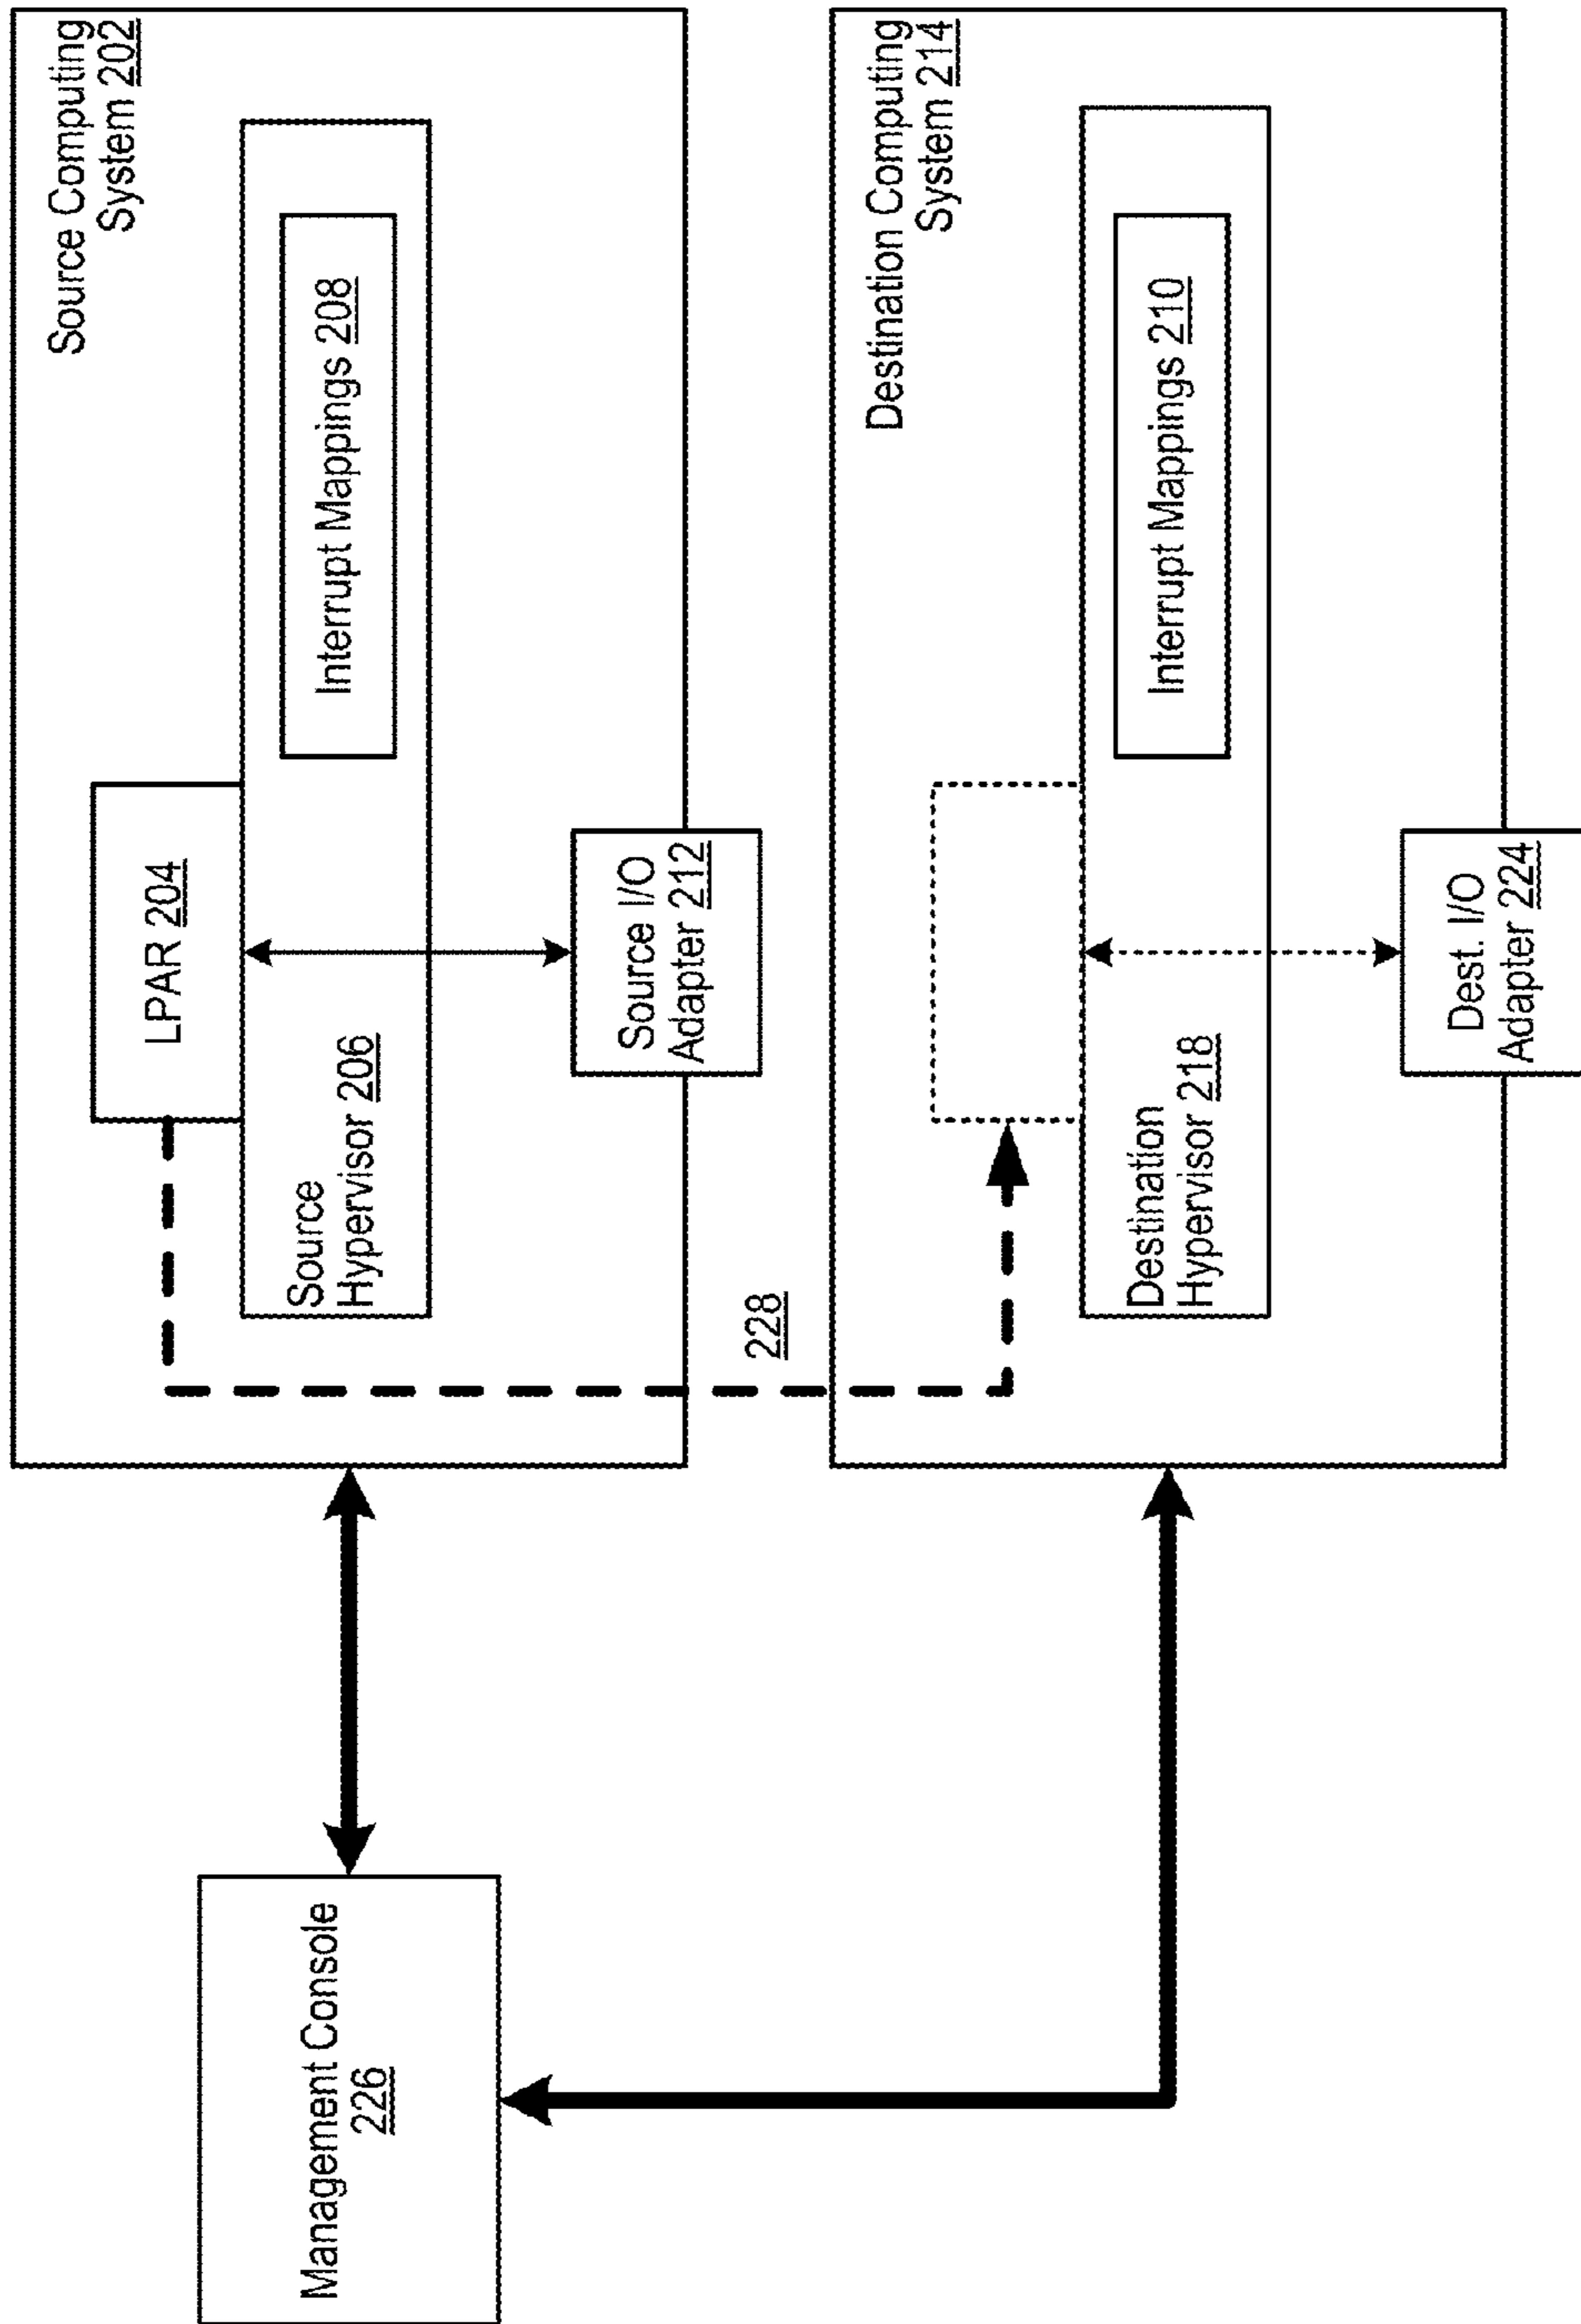 Management Console
226
Source Computing
System 202
LPAR 204
Source
Hypervisor 206
Interrupt Mappings 208
Source I/O
Adapter 212
228
Destination Computing
System 214
Destination
Hypervisor 218
Interrupt Mappings 210
Dest. I/O
Adapter 224